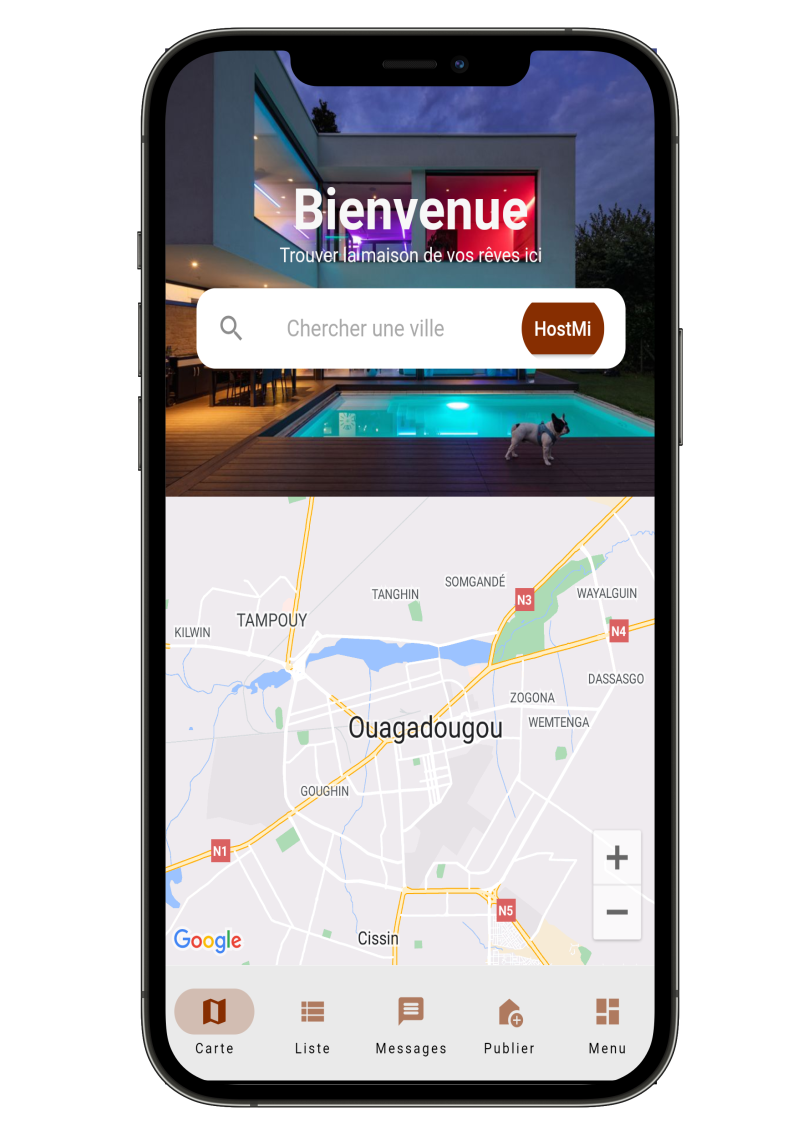 Bienvenue
Trouver la maison de vos rêves ici
Chercher une ville
HostMi
SOMGANDÉ
TANGHIN
WAYALGUIN
N3
TAMPOUY
KILWIN
N4
DASSASGO
ZOGONA
Ouagadougou
WEMTENGA
GOUGHIN
N1
+
−
N5
Cissin
Google
Carte
Liste
Messages
Publier
Menu